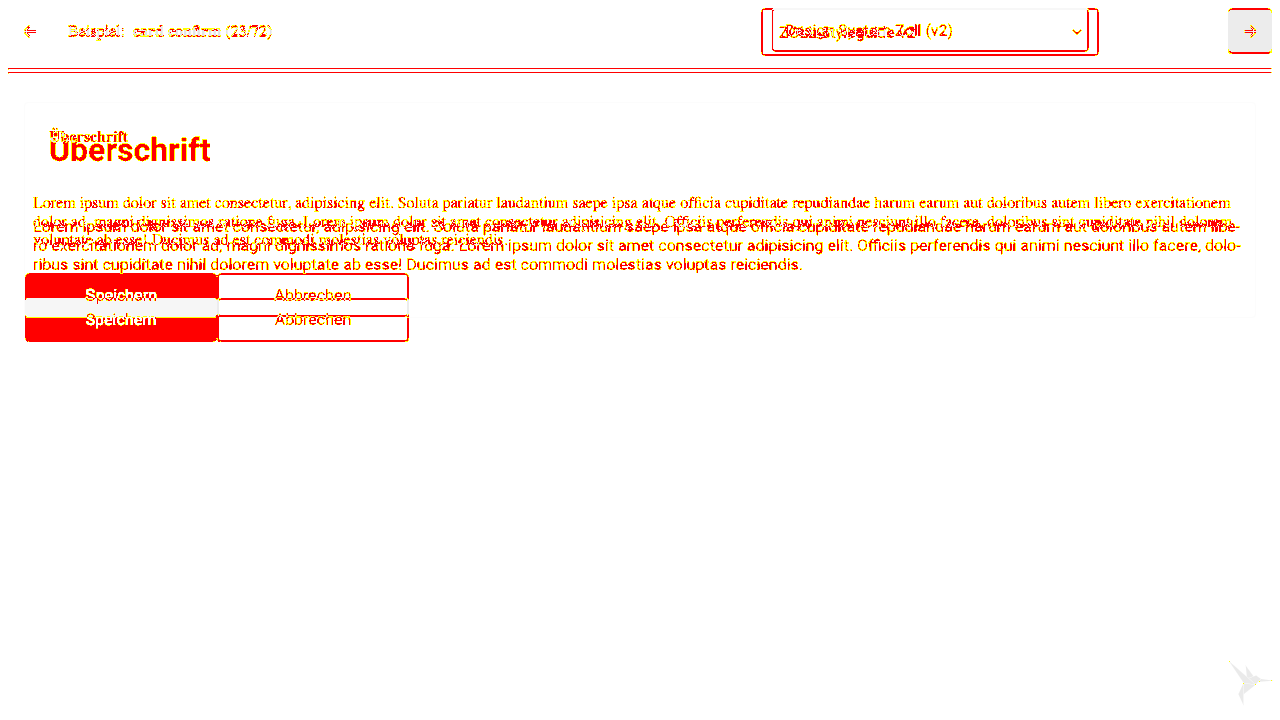 Beispiel: card confirm (23/72)
Design System Zoll (v2)
Überschrift
Überschrift
Lorem ipsum dolor sit amet consectetur, adipisicing elit. Soluta pariatur laudantium saepe ipsa atque officia cupiditate repudiandae harum earum aut doloribus autem libero exercitationem
dolor ad, magni dignissimos ratione fuga. Lorem ipsum dolor sit amet consectetur adipisicing elit. Officiis perferendis qui animi nesciunt illo facere, doloribus sint cupiditate nihil dolorem
voluptate ab esse! Ducimus ad est commodi molestias voluptas reiciendis.
Lorem ipsum dolor sit amet consectetur, adipisicing elit. Soluta pariatur laudantium saepe ipsa atque officia cupiditate repudiandae harum earum aut doloribus autem libe-
ro exercitationem dolor ad, magni dignissimos ratione fuga. Lorem ipsum dolor sit amet consectetur adipisicing elit. Officiis perferendis qui animi nesciunt illo facere, dolo-
ribus sint cupiditate nihil dolorem voluptate ab esse! Ducimus ad est commodi molestias voluptas reiciendis.
Speichern Abbrechen
Speichern Abbrechen